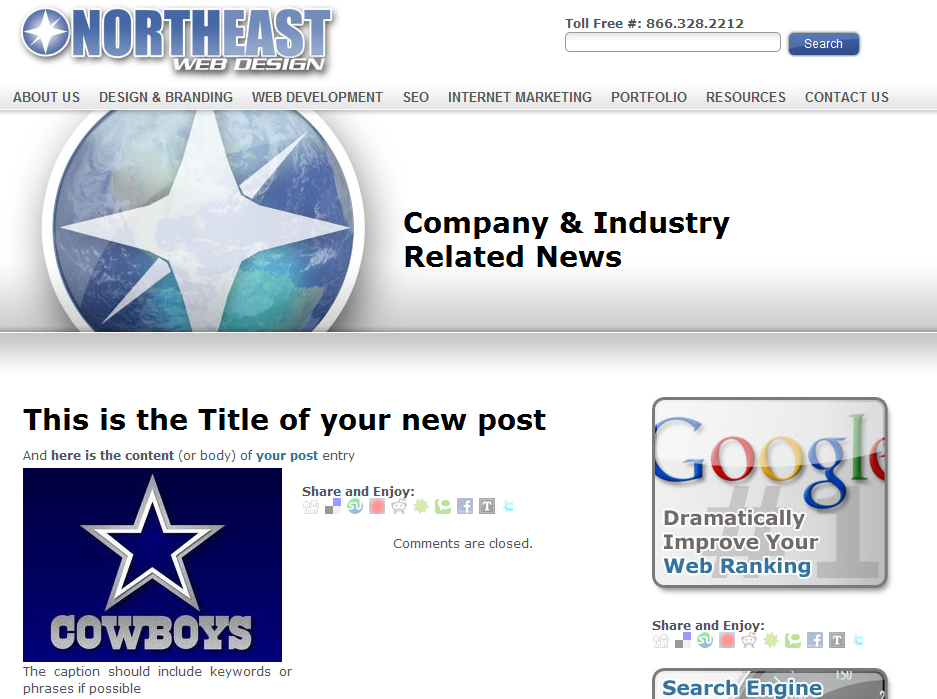 NORTHEAST
WEB DESIGN
Toll Free #: 866.328.2212
Search
ABOUT US DESIGN & BRANDING WEB DEVELOPMENT SEO INTERNET MARKETING PORTFOLIO RESOURCES CONTACT US
Company & Industry
Related News
This is the Title of your new post
And here is the content (or body) of your post entry
COWBOYS
The caption should include keywords or
phrases if possible
Share and Enjoy:
Comments are closed.
Google
#1
Dramatically
Improve Your
Web Ranking
Share and Enjoy:
150
Search Engine